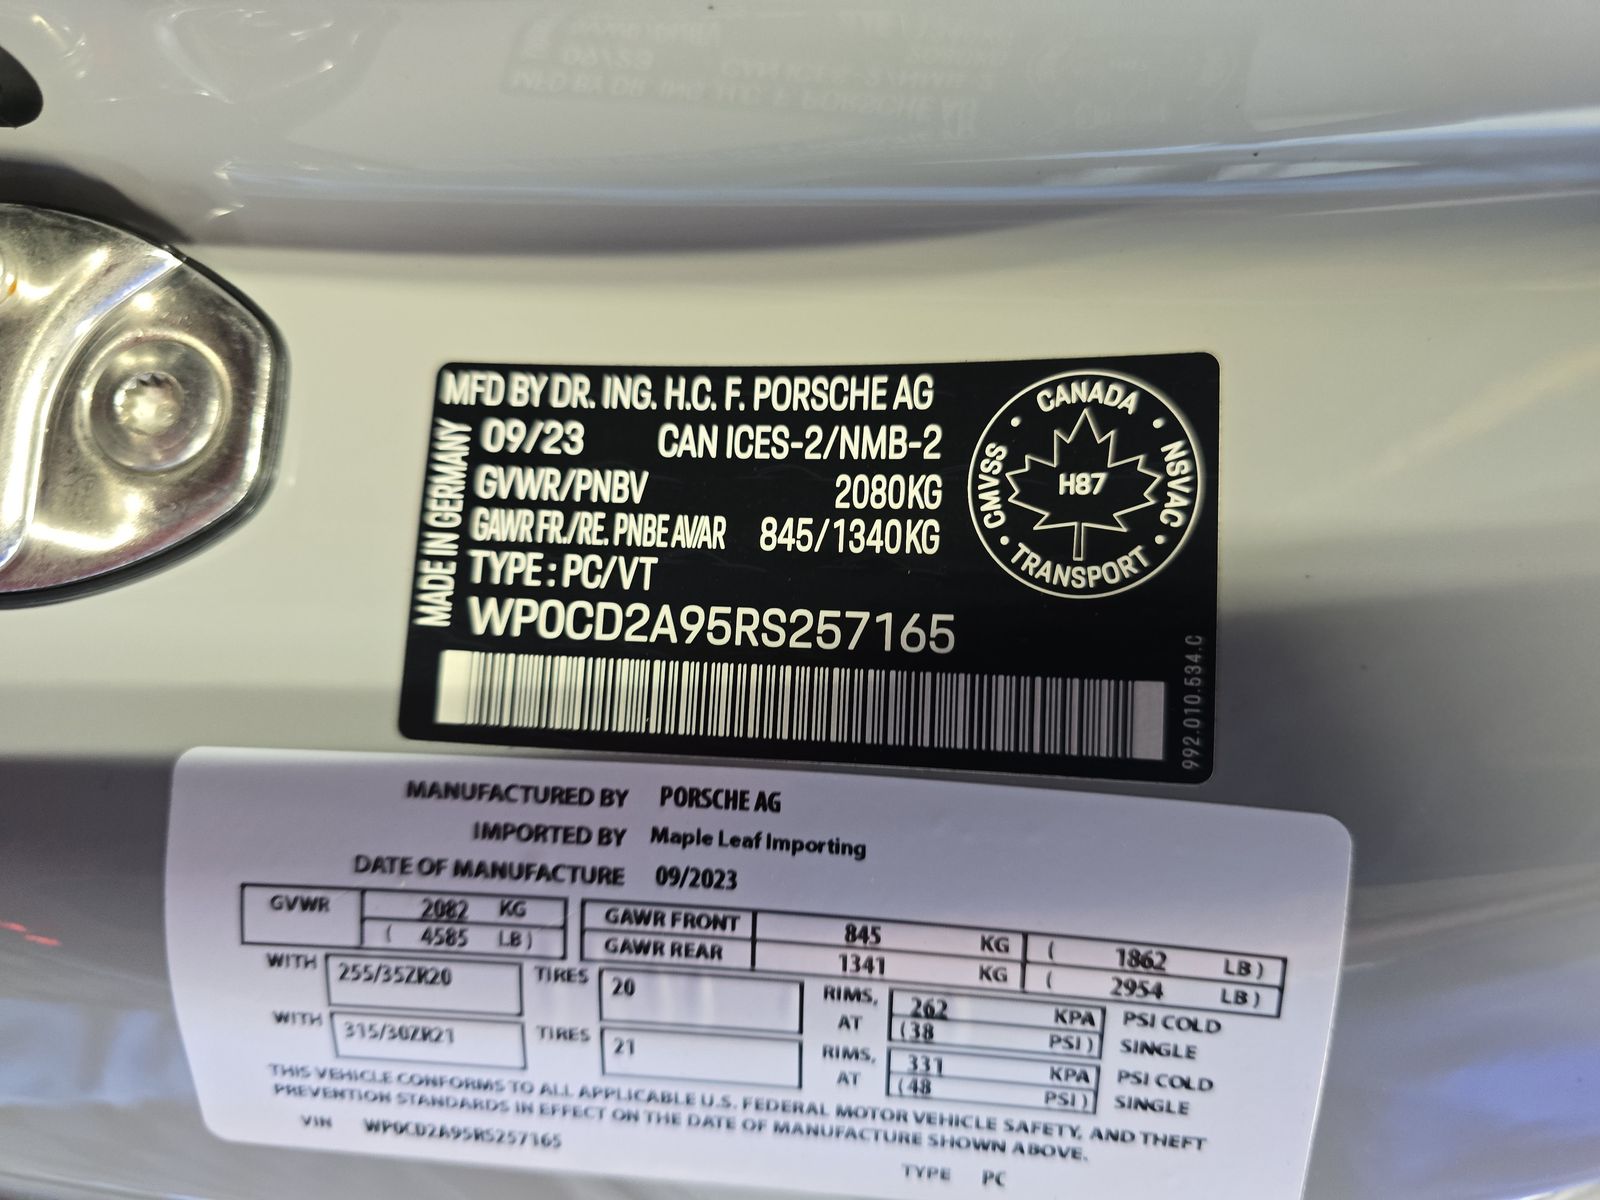 MFD BY DR. ING. H.C. F. PORSCHE AG
MADE IN GERMANY
09/23 CAN ICES-2/NMB-2
GVWR/PNBV 2080KG
GAWR FR./RE. PNBE AV/AR 845/1340KG
TYPE: PC/VT
WP0CD2A95RS257165
CANADA
CMVSS
NSVAC
H87
TRANSPORT
992.010.534.C
MANUFACTURED BY PORSCHE AG
IMPORTED BY Maple Leaf Importing
DATE OF MANUFACTURE 09/2023
GVWR 2082 KG
( 4585 LB )
GAWR FRONT 845 KG ( 1862 LB )
GAWR REAR 1341 KG ( 2954 LB )
WITH 255/35ZR20 TIRES 20 RIMS, AT 262 KPA PSI COLD
(38 PSI ) SINGLE
WITH 315/30ZR21 TIRES 21 RIMS, AT 331 KPA PSI COLD
(48 PSI ) SINGLE
THIS VEHICLE CONFORMS TO ALL APPLICABLE U.S. FEDERAL MOTOR VEHICLE SAFETY, AND THEFT
PREVENTION STANDARDS IN EFFECT ON THE DATE OF MANUFACTURE SHOWN ABOVE.
VIN WP0CD2A95RS257165
TYPE PC